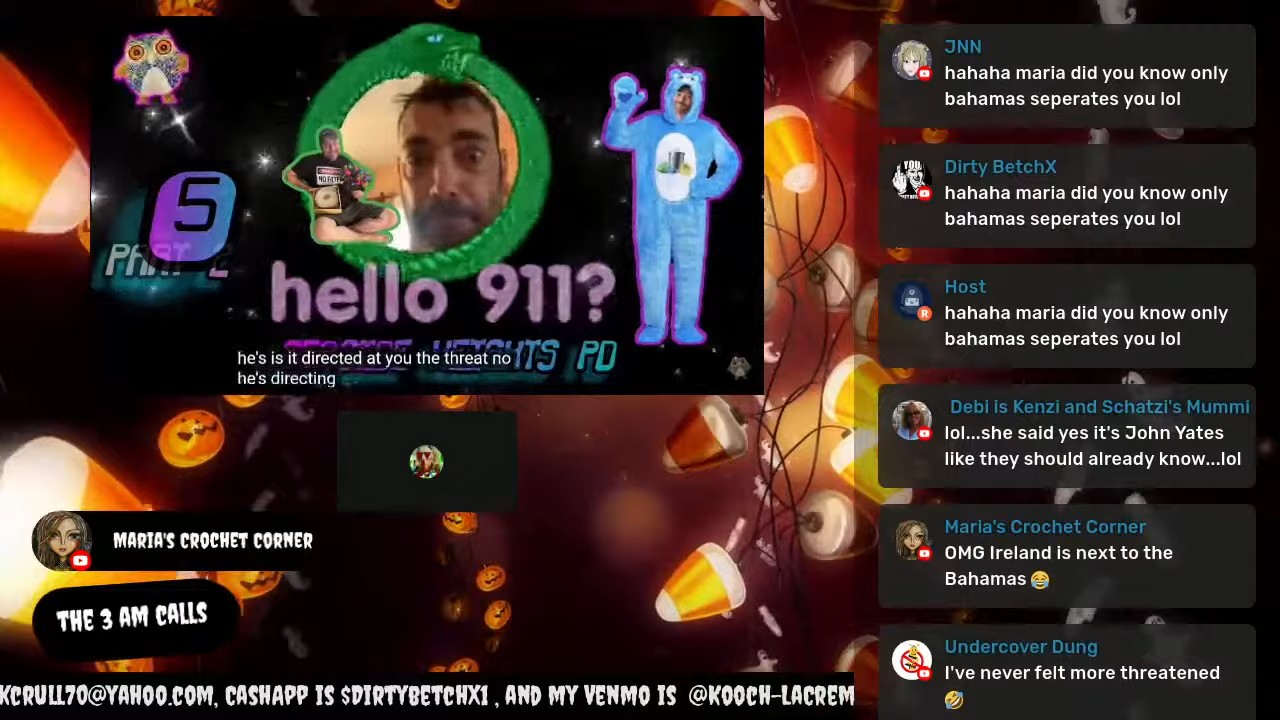 5
PART 2
hello 911?
HEIGHTS PD
he's is it directed at you the threat no
he's directing
MARIA'S CROCHET CORNER
THE 3 AM CALLS
KCRULL70@YAHOO.COM, CASHAPP IS $DIRTYBETCHX1 , AND MY VENMO IS @KOOCH-LACREM
JNN
hahaha maria did you know only
bahamas seperates you lol
Dirty BetchX
hahaha maria did you know only
bahamas seperates you lol
Host
hahaha maria did you know only
bahamas seperates you lol
Debi is Kenzi and Schatzi's Mummi
lol...she said yes it's John Yates
like they should already know...lol
Maria's Crochet Corner
OMG Ireland is next to the
Bahamas 😂
Undercover Dung
I've never felt more threatened
🤣